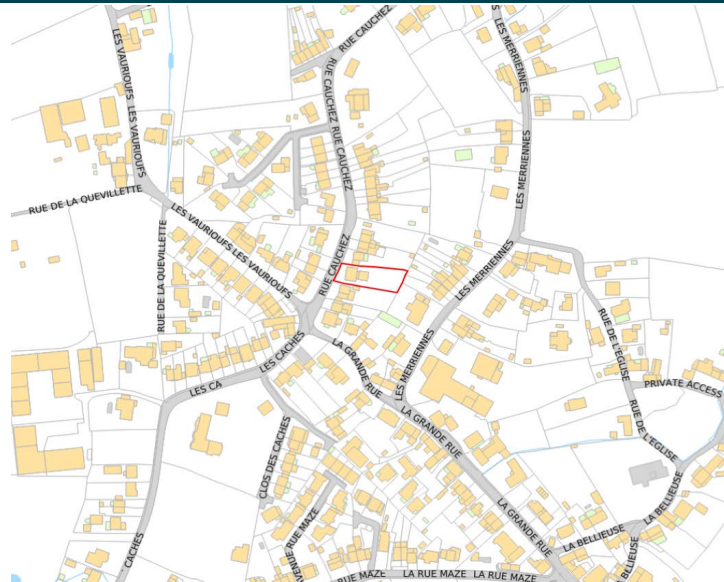 RUE CAUCHEZ
LES MERRIENNES
LES VAURIOUFS
LES VAURIOUFS
RUE CAUCHEZ
RUE CAUCHEZ
LES MERRIENNES
RUE DE LA QUEVILLETTE
LES VAURIOUFS
LES VAURIOUFS
RUE DE LA QUEVILLETTE
RUE CAUCHEZ
LES MERRIENNES
LES MERRIENNES
RUE DE L'EGLISE
LES CACHES
LES CA
LA GRANDE RUE
LA GRANDE RUE
LA GRANDE RUE
PRIVATE ACCESS
RUE DE L'EGLISE
CLOS DES CACHES
LA BELLIEUSE
LA BELLIEUSE
CACHES
VENUE RUE MAZE
RUE MAZE
LA RUE MAZE
LA RUE MAZE
LLIEUSE